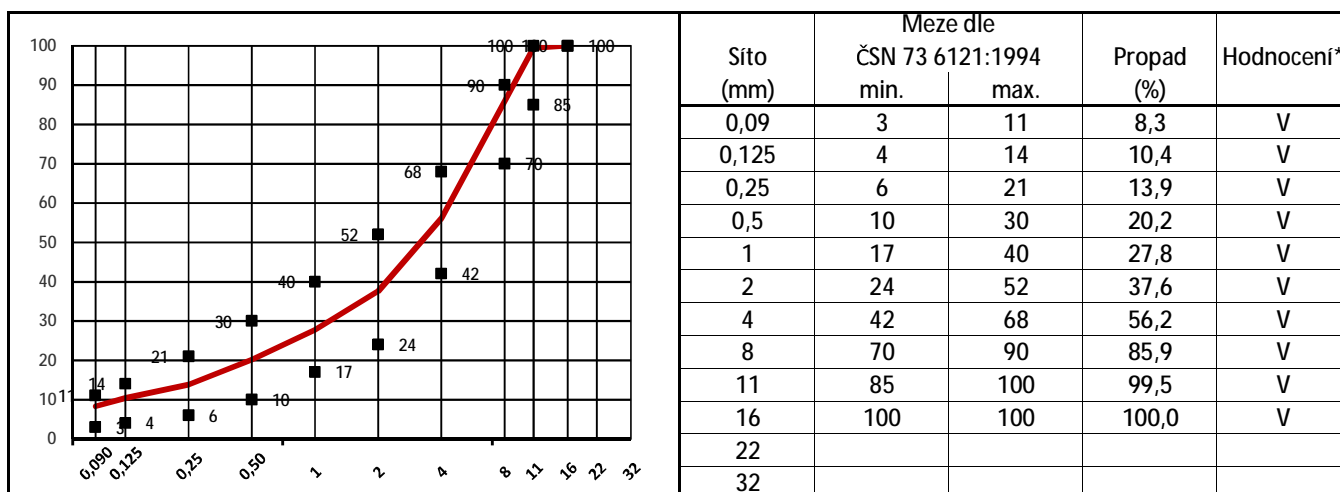 100 100 100 100
90 90
80 85
70 68 70
60
50 52
40 40 42
30 30
20 21 24
10 11 14 17 10
0 3 4 6
0,090 0,125 0,25 0,50 1 2 4 8 11 16 22 32
Meze dle
Síto ČSN 73 6121:1994 Propad Hodnocení*
(mm) min. max. (%)
0,09 3 11 8,3 V
0,125 4 14 10,4 V
0,25 6 21 13,9 V
0,5 10 30 20,2 V
1 17 40 27,8 V
2 24 52 37,6 V
4 42 68 56,2 V
8 70 90 85,9 V
11 85 100 99,5 V
16 100 100 100,0 V
22
32